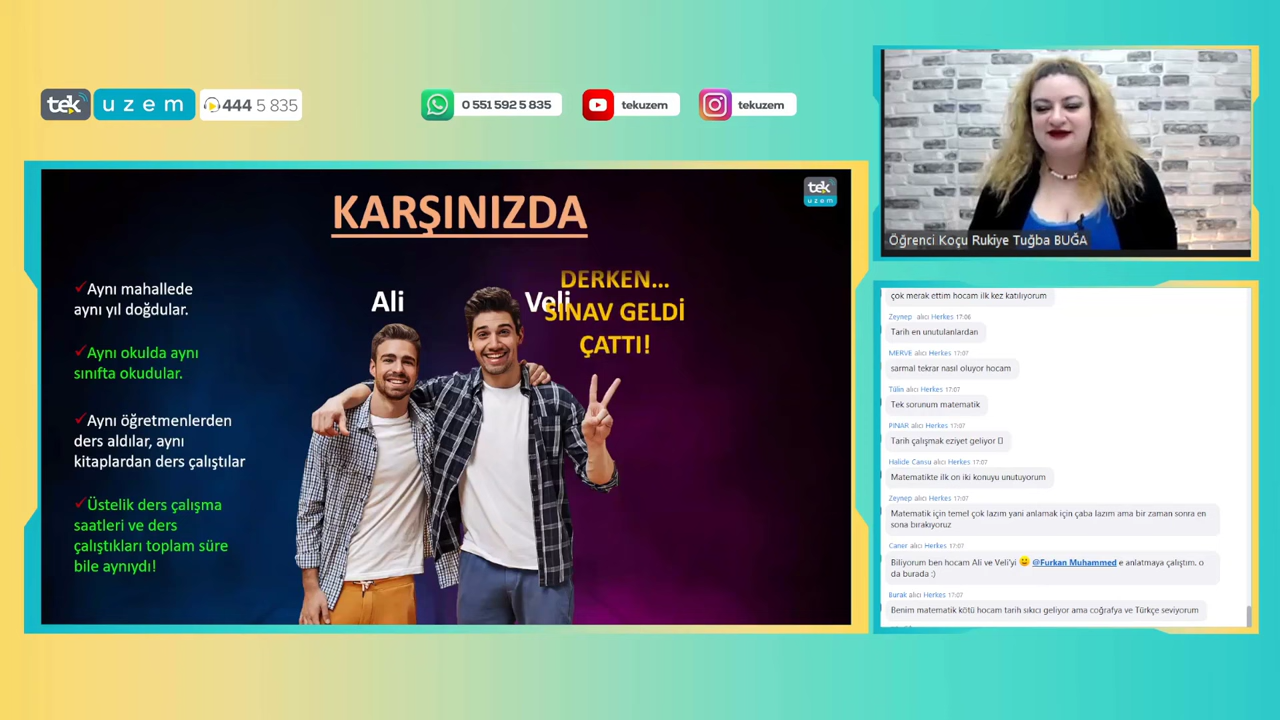 tek uzem 444 5 835
0 551 592 5 835
tekuzem
tekuzem
KARŞINIZDA
tek
uzem
Aynı mahallede
aynı yıl doğdular.
Aynı okulda aynı
sınıfta okudular.
Aynı öğretmenlerden
ders aldılar, aynı
kitaplardan ders çalıştılar
Üstelik ders çalışma
saatleri ve ders
çalıştıkları toplam süre
bile aynıydı!
Ali
Veli
DERKEN...
SINAV GELDİ
ÇATTI!
Öğrenci Koçu Rukiye Tuğba BUĞA
çok merak ettim hocam ilk kez katılıyorum
Zeynep alıcı Herkes 17:06
Tarih en unutulanlardan
MERVE alıcı Herkes 17:07
sarmal tekrar nasıl oluyor hocam
Tülin alıcı Herkes 17:07
Tek sorunum matematik
PINAR alıcı Herkes 17:07
Tarih çalışmak eziyet geliyor
Halide Cansu alıcı Herkes 17:07
Matematikte ilk on iki konuyu unutuyorum
Zeynep alıcı Herkes 17:07
Matematik için temel çok lazım yani anlamak için çaba lazım ama bir zaman sonra en
sona bırakıyoruz
Caner alıcı Herkes 17:07
Biliyorum ben hocam Ali ve Veli'yi 🙂 @Furkan Muhammed e anlatmaya çalıştım. o
da burada :)
Burak alıcı Herkes 17:07
Benim matematik kötü hocam tarih sıkıcı geliyor ama coğrafya ve Türkçe seviyorum